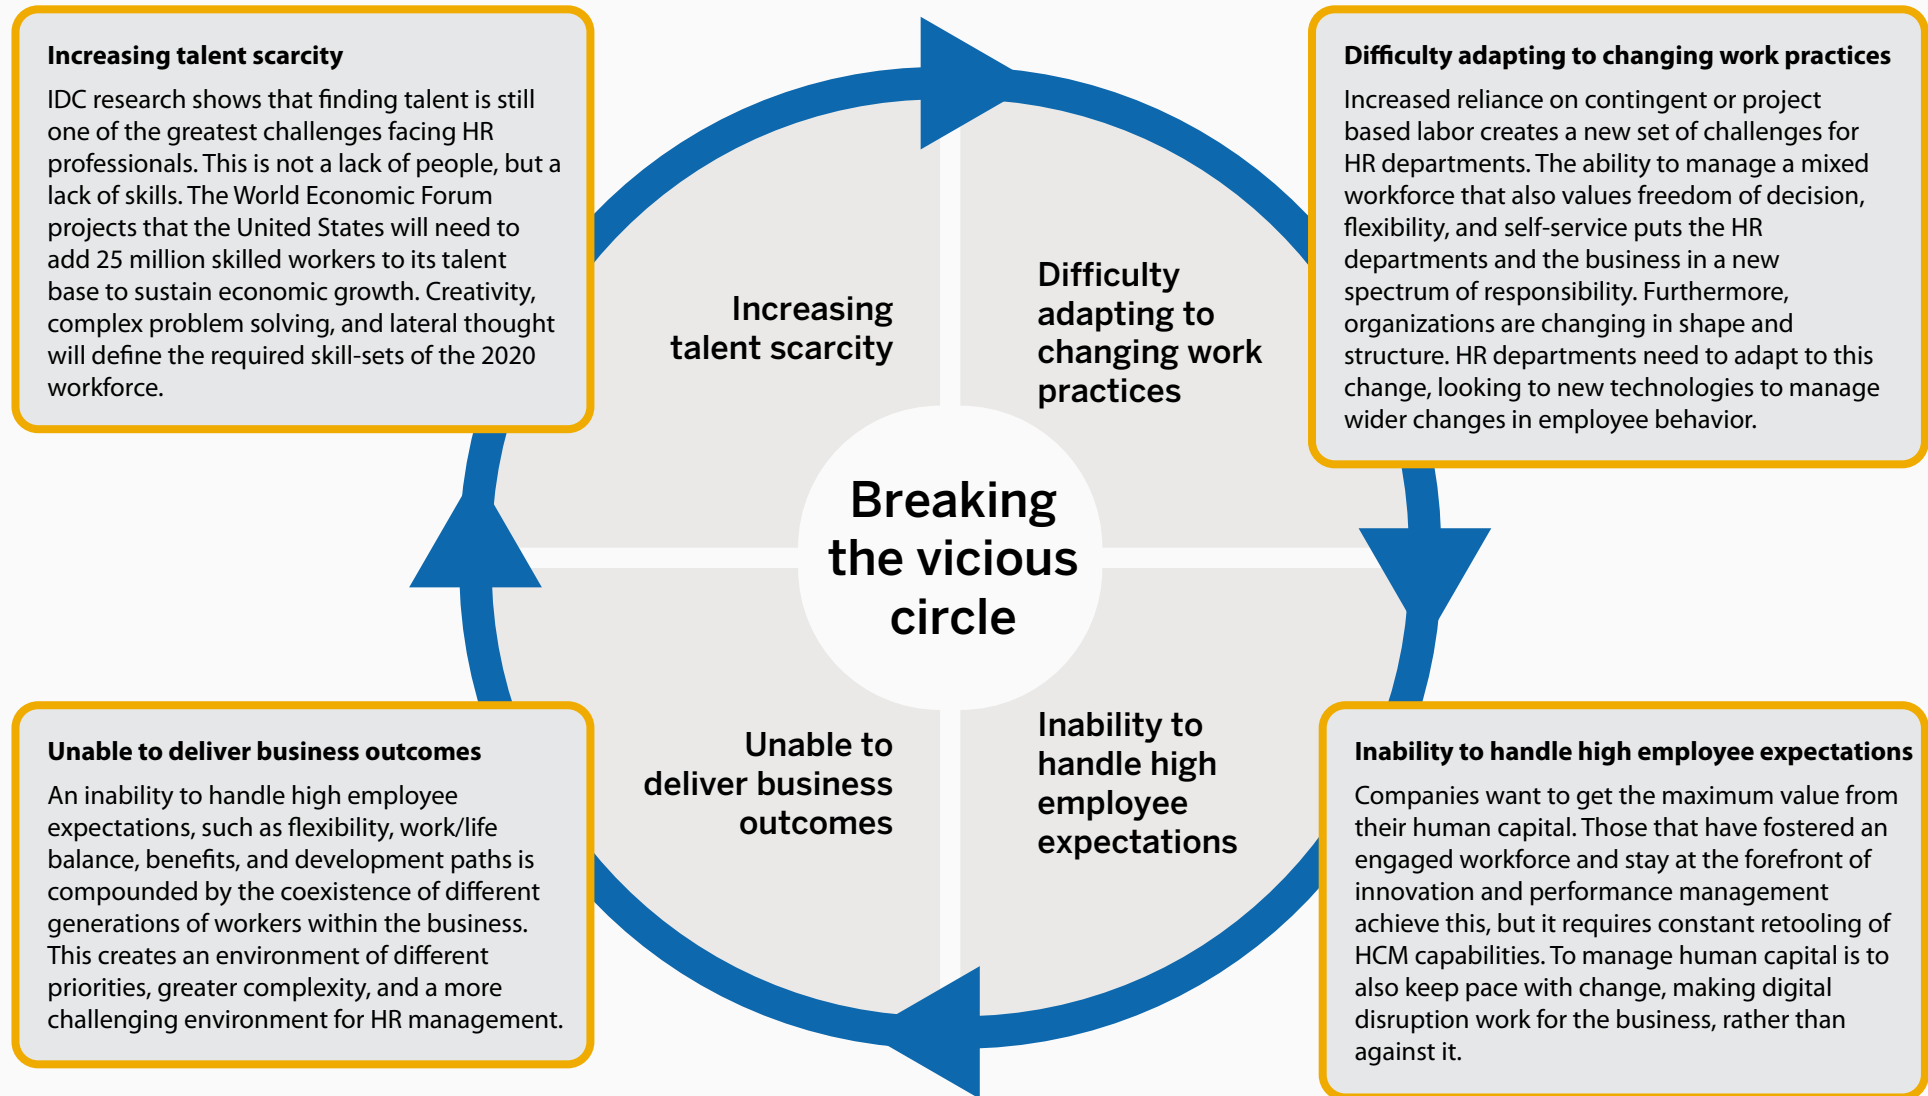 Increasing talent scarcity
IDC research shows that finding talent is still
one of the greatest challenges facing HR
professionals. This is not a lack of people, but a
lack of skills. The World Economic Forum
projects that the United States will need to
add 25 million skilled workers to its talent
base to sustain economic growth. Creativity,
complex problem solving, and lateral thought
will define the required skill-sets of the 2020
workforce.
Difficulty adapting to changing work practices
Increased reliance on contingent or project
based labor creates a new set of challenges for
HR departments. The ability to manage a mixed
workforce that also values freedom of decision,
flexibility, and self-service puts the HR
departments and the business in a new
spectrum of responsibility. Furthermore,
organizations are changing in shape and
structure. HR departments need to adapt to this
change, looking to new technologies to manage
wider changes in employee behavior.
Increasing
talent scarcity
Difficulty
adapting to
changing work
practices
Breaking
the vicious
circle
Unable to
deliver business
outcomes
Inability to
handle high
employee
expectations
Unable to deliver business outcomes
An inability to handle high employee
expectations, such as flexibility, work/life
balance, benefits, and development paths is
compounded by the coexistence of different
generations of workers within the business.
This creates an environment of different
priorities, greater complexity, and a more
challenging environment for HR management.
Inability to handle high employee expectations
Companies want to get the maximum value from
their human capital. Those that have fostered an
engaged workforce and stay at the forefront of
innovation and performance management
achieve this, but it requires constant retooling of
HCM capabilities. To manage human capital is to
also keep pace with change, making digital
disruption work for the business, rather than
against it.